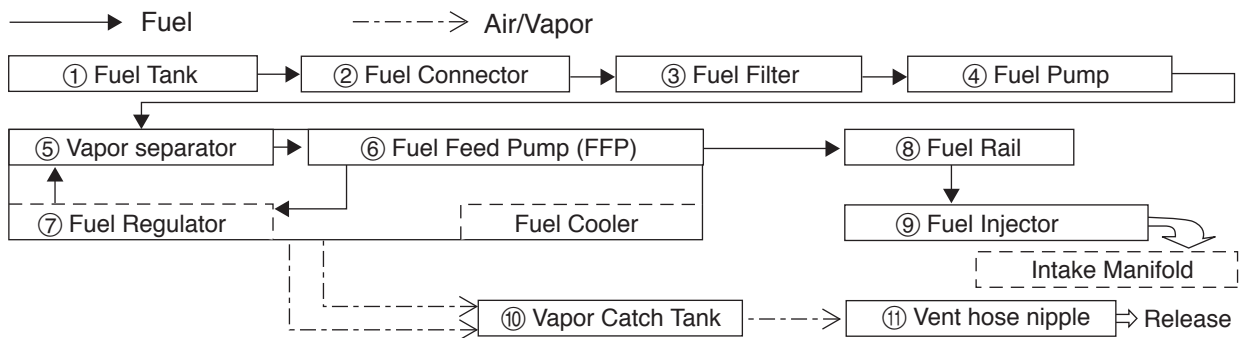 Fuel Air/Vapor
① Fuel Tank ② Fuel Connector ③ Fuel Filter ④ Fuel Pump
⑤ Vapor separator ⑥ Fuel Feed Pump (FFP) ⑧ Fuel Rail
⑦ Fuel Regulator Fuel Cooler ⑨ Fuel Injector
Intake Manifold
⑩ Vapor Catch Tank ⑪ Vent hose nipple Release